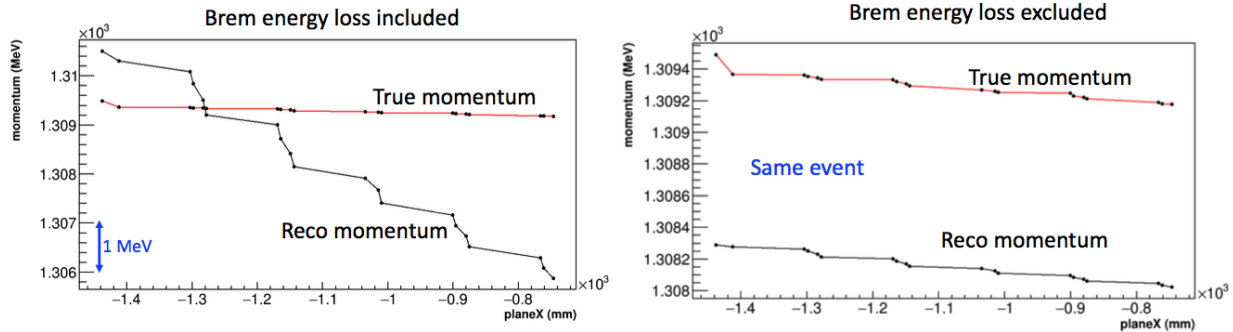 Brem energy loss included
×10³
momentum (MeV)
1.31
1.309
1.308
1.307
1.306
True momentum
Reco momentum
1 MeV
−1.4 −1.3 −1.2 −1.1 −1 −0.9 −0.8
×10³
planeX (mm)
Brem energy loss excluded
×10³
momentum (MeV)
1.3094
1.3092
1.309
1.3088
1.3086
1.3084
1.3082
1.308
True momentum
Same event
Reco momentum
−1.4 −1.3 −1.2 −1.1 −1 −0.9 −0.8
×10³
planeX (mm)